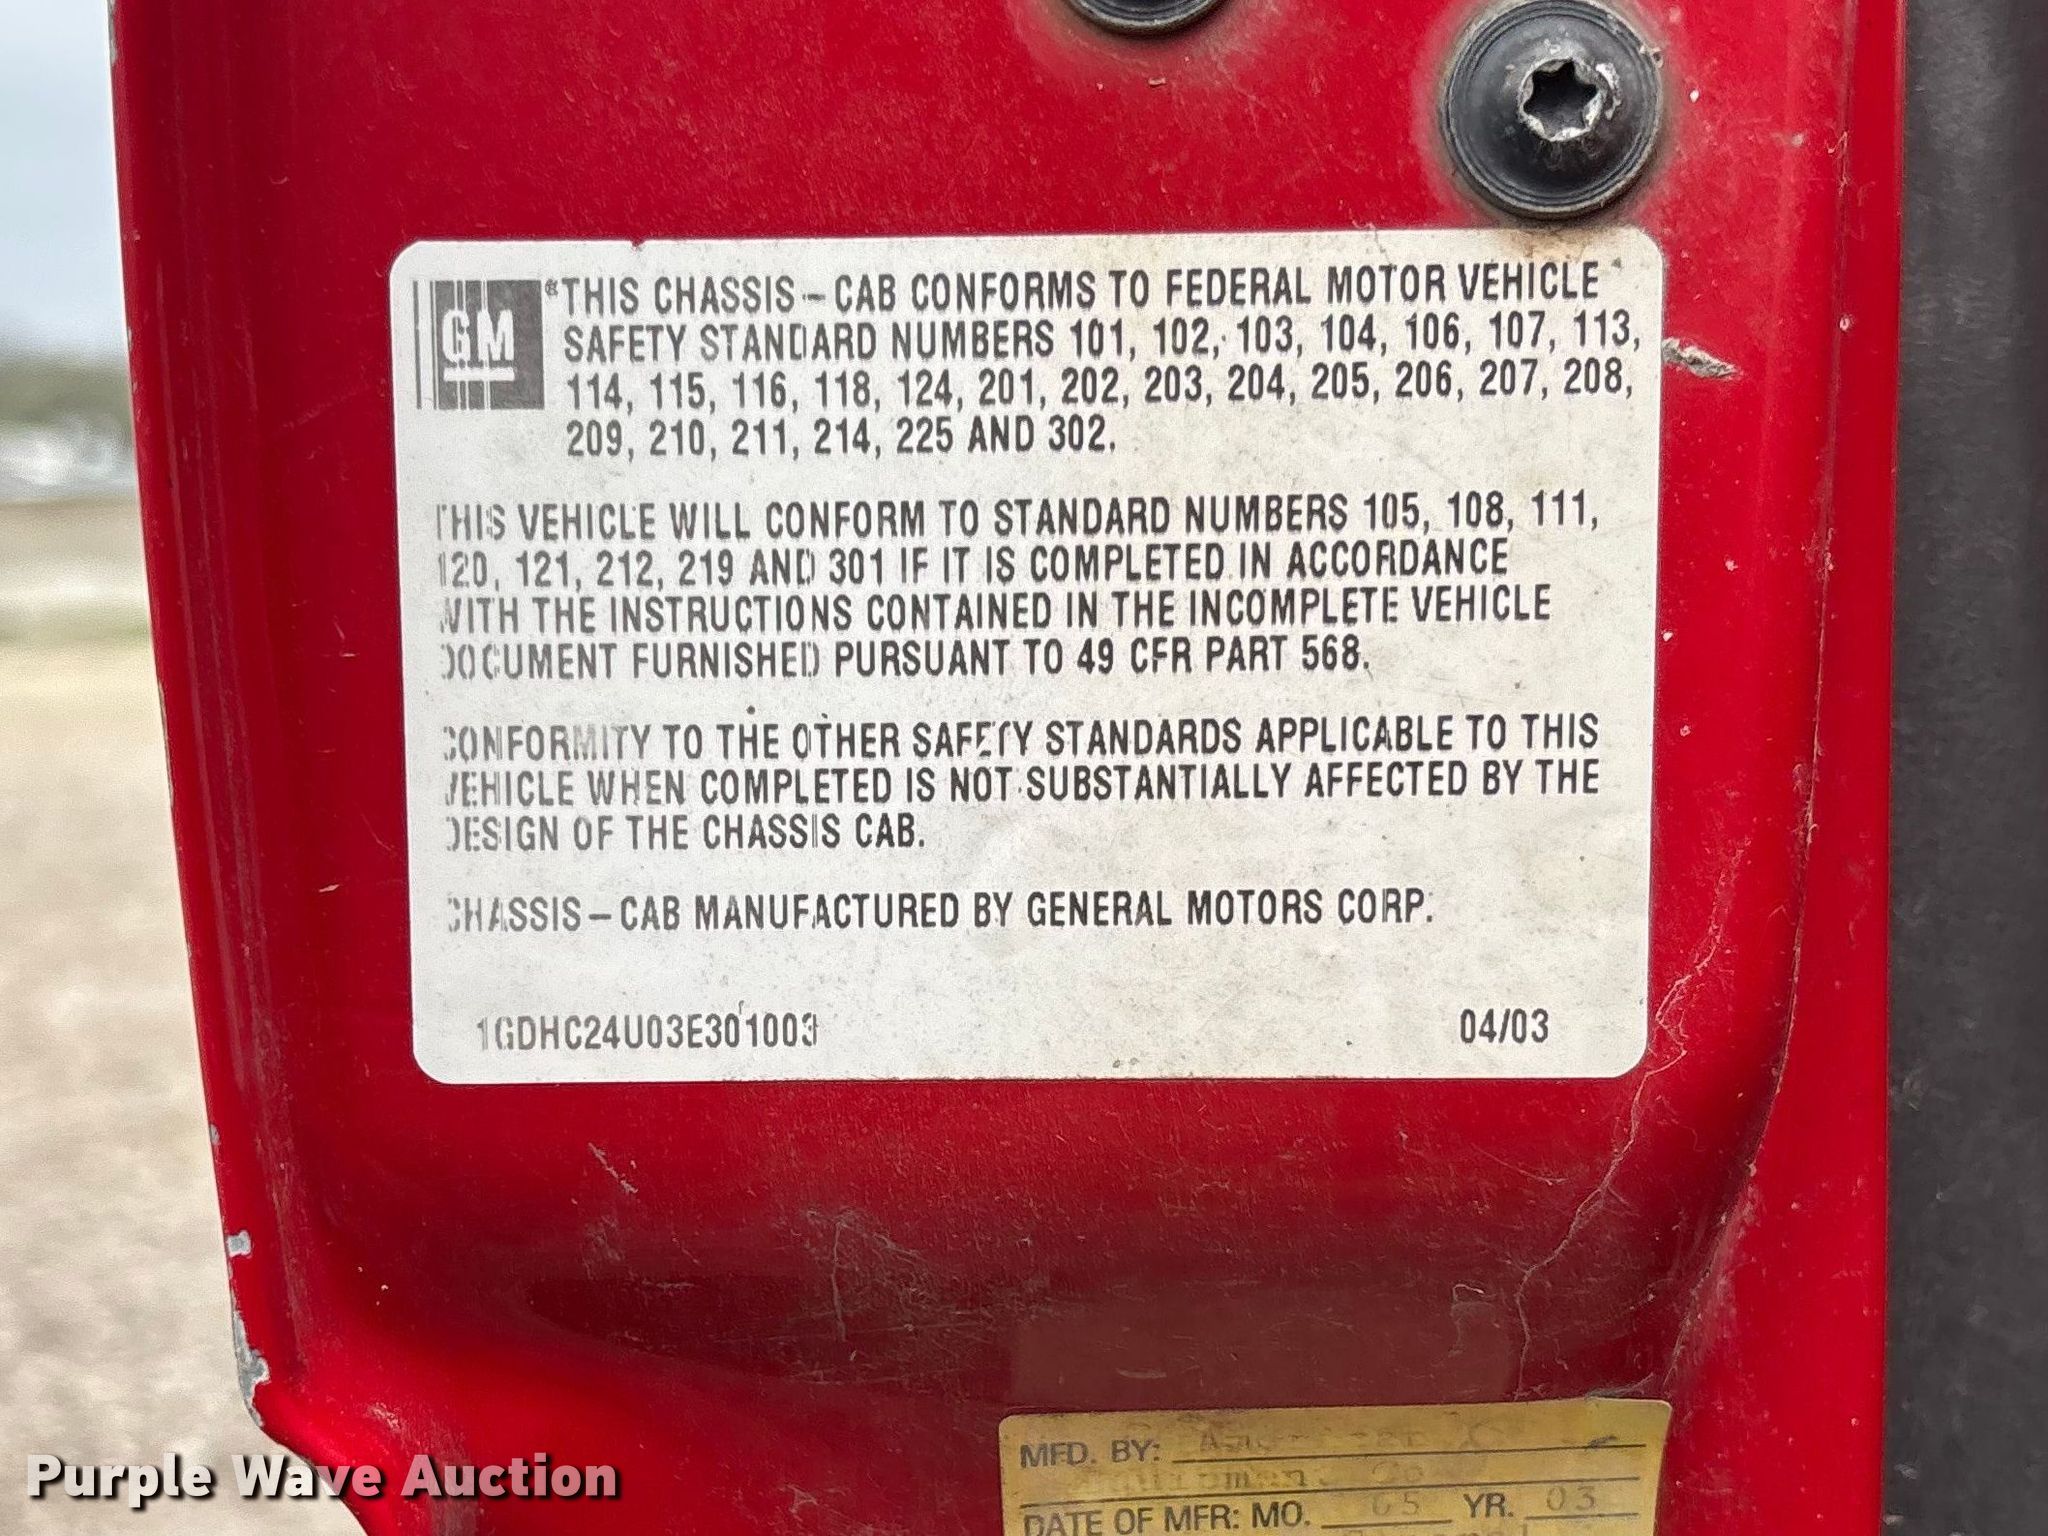 GM
"THIS CHASSIS-CAB CONFORMS TO FEDERAL MOTOR VEHICLE
SAFETY STANDARD NUMBERS 101, 102, 103, 104, 106, 107, 113,
114, 115, 116, 118, 124, 201, 202, 203, 204, 205, 206, 207, 208,
209, 210, 211, 214, 225 AND 302.
THIS VEHICLE WILL CONFORM TO STANDARD NUMBERS 105, 108, 111,
120, 121, 212, 219 AND 301 IF IT IS COMPLETED IN ACCORDANCE
WITH THE INSTRUCTIONS CONTAINED IN THE INCOMPLETE VEHICLE
DOCUMENT FURNISHED PURSUANT TO 49 CFR PART 568.
CONFORMITY TO THE OTHER SAFETY STANDARDS APPLICABLE TO THIS
VEHICLE WHEN COMPLETED IS NOT SUBSTANTIALLY AFFECTED BY THE
DESIGN OF THE CHASSIS CAB.
CHASSIS-CAB MANUFACTURED BY GENERAL MOTORS CORP.
1GDHC24U03E301003 04/03
MFD. BY:
DATE OF MFR: MO. 05 YR. 03
Purple Wave Auction